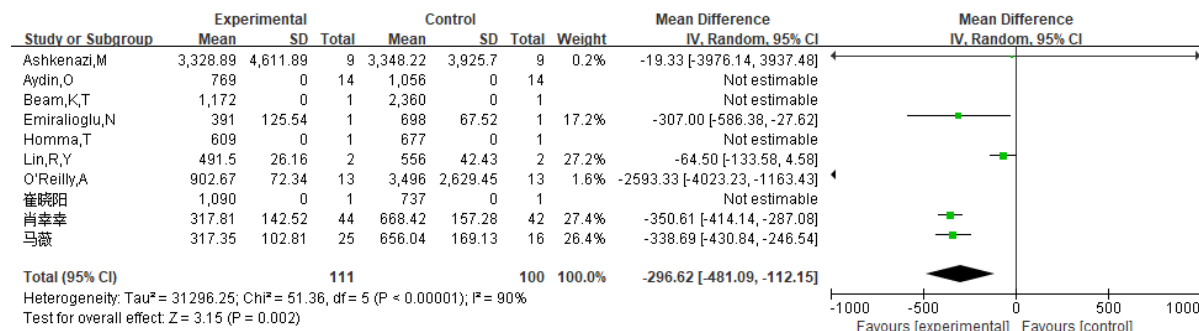 Experimental Control Mean Difference Mean Difference
Study or Subgroup Mean SD Total Mean SD Total Weight IV, Random, 95% CI IV, Random, 95% CI
Ashkenazi,M 3,328.89 4,611.89 9 3,348.22 3,925.7 9 0.2% -19.33 [-3976.14, 3937.48]
Aydin,O 769 0 14 1,056 0 14 Not estimable
Beam,K,T 1,172 0 1 2,360 0 1 Not estimable
Emiralioglu,N 391 125.54 1 698 67.52 1 17.2% -307.00 [-586.38, -27.62]
Homma,T 609 0 1 677 0 1 Not estimable
Lin,R,Y 491.5 26.16 2 556 42.43 2 27.2% -64.50 [-133.58, 4.58]
O'Reilly,A 902.67 72.34 13 3,496 2,629.45 13 1.6% -2593.33 [-4023.23, -1163.43]
崔晓阳 1,090 0 1 737 0 1 Not estimable
肖幸幸 317.81 142.52 44 668.42 157.28 42 27.4% -350.61 [-414.14, -287.08]
马薇 317.35 102.81 25 656.04 169.13 16 26.4% -338.69 [-430.84, -246.54]
Total (95% CI) 111 100 100.0% -296.62 [-481.09, -112.15]
Heterogeneity: Tau² = 31296.25; Chi² = 51.36, df = 5 (P < 0.00001); I² = 90%
Test for overall effect: Z = 3.15 (P = 0.002)
-1000 -500 0 500 1000
Favours [experimental] Favours [control]